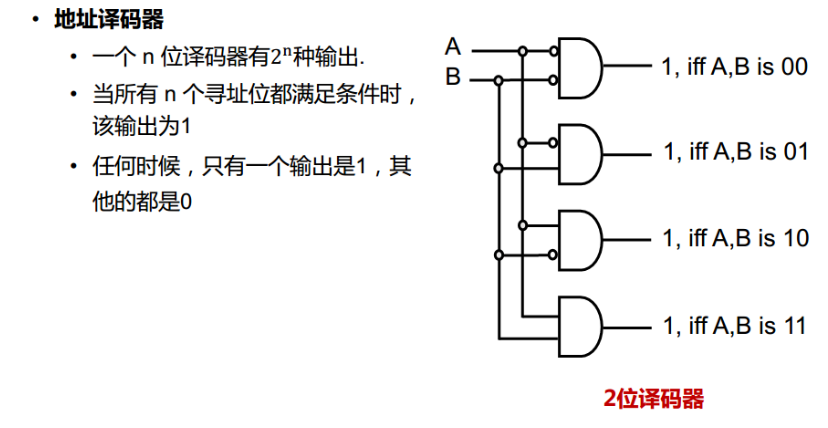 • 地址译码器
• 一个 n 位译码器有2ⁿ种输出.
• 当所有 n 个寻址位都满足条件时，
该输出为1
• 任何时候，只有一个输出是1，其
他的都是0
A
B
1, iff A,B is 00
1, iff A,B is 01
1, iff A,B is 10
1, iff A,B is 11
2位译码器